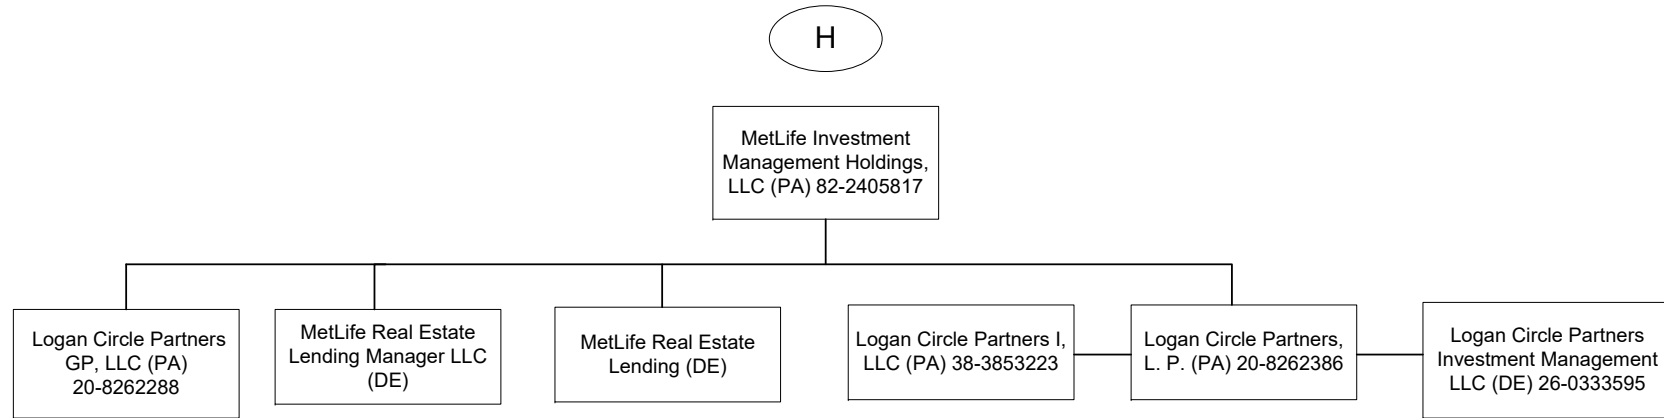 H
MetLife Investment
Management Holdings,
LLC (PA) 82-2405817
Logan Circle Partners
GP, LLC (PA)
20-8262288
MetLife Real Estate
Lending Manager LLC
(DE)
MetLife Real Estate
Lending (DE)
Logan Circle Partners I,
LLC (PA) 38-3853223
Logan Circle Partners,
L. P. (PA) 20-8262386
Logan Circle Partners
Investment Management
LLC (DE) 26-0333595